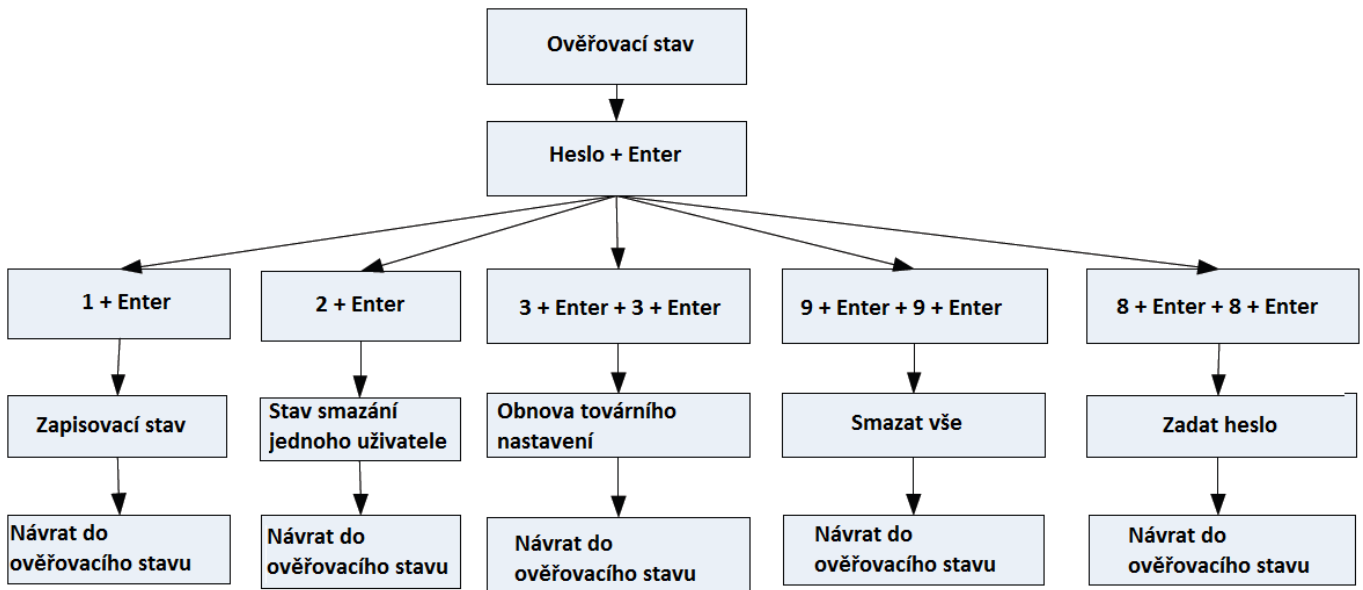 Ověřovací stav
Heslo + Enter
1 + Enter
2 + Enter
3 + Enter + 3 + Enter
9 + Enter + 9 + Enter
8 + Enter + 8 + Enter
Zapisovací stav
Stav smazání
jednoho uživatele
Obnova továrního
nastavení
Smazat vše
Zadat heslo
Návrat do
ověřovacího stavu
Návrat do
ověřovacího stavu
Návrat do
ověřovacího stavu
Návrat do
ověřovacího stavu
Návrat do
ověřovacího stavu